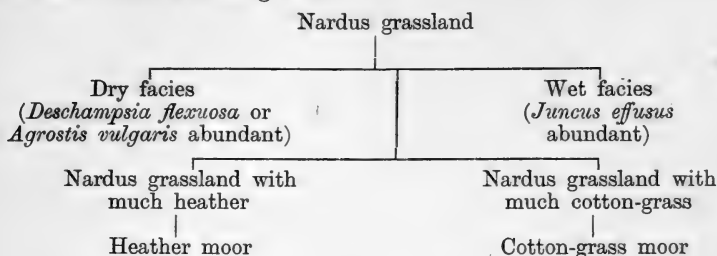 Nardus grassland
Dry facies
(Deschampsia flexuosa or
Agrostis vulgaris abundant)
Wet facies
(Juncus effusus
abundant)
Nardus grassland with
much heather
Nardus grassland with
much cotton-grass
Heather moor
Cotton-grass moor